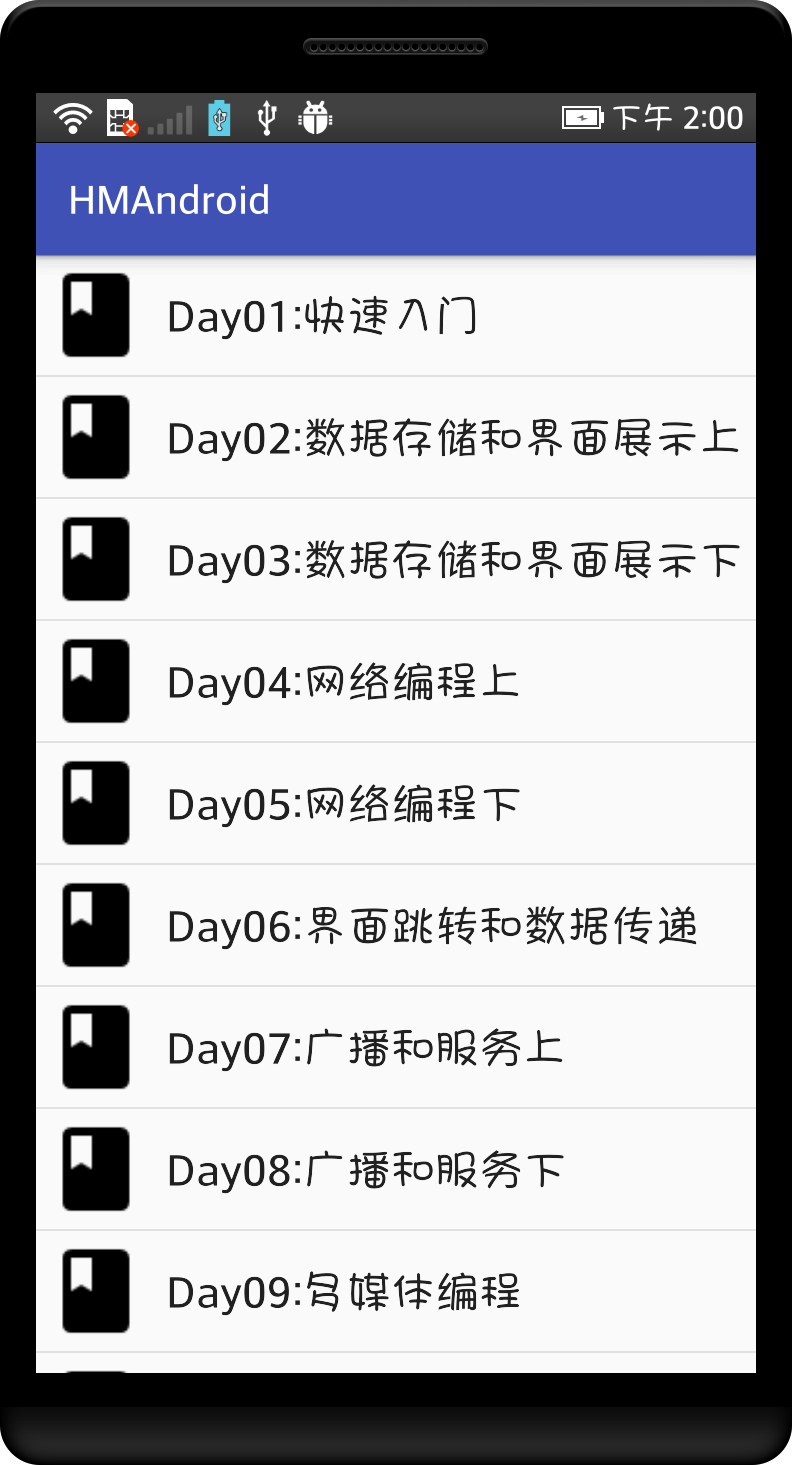 下午 2:00
HMAndroid
Day01:快速入门
Day02:数据存储和界面展示上
Day03:数据存储和界面展示下
Day04:网络编程上
Day05:网络编程下
Day06:界面跳转和数据传递
Day07:广播和服务上
Day08:广播和服务下
Day09:多媒体编程